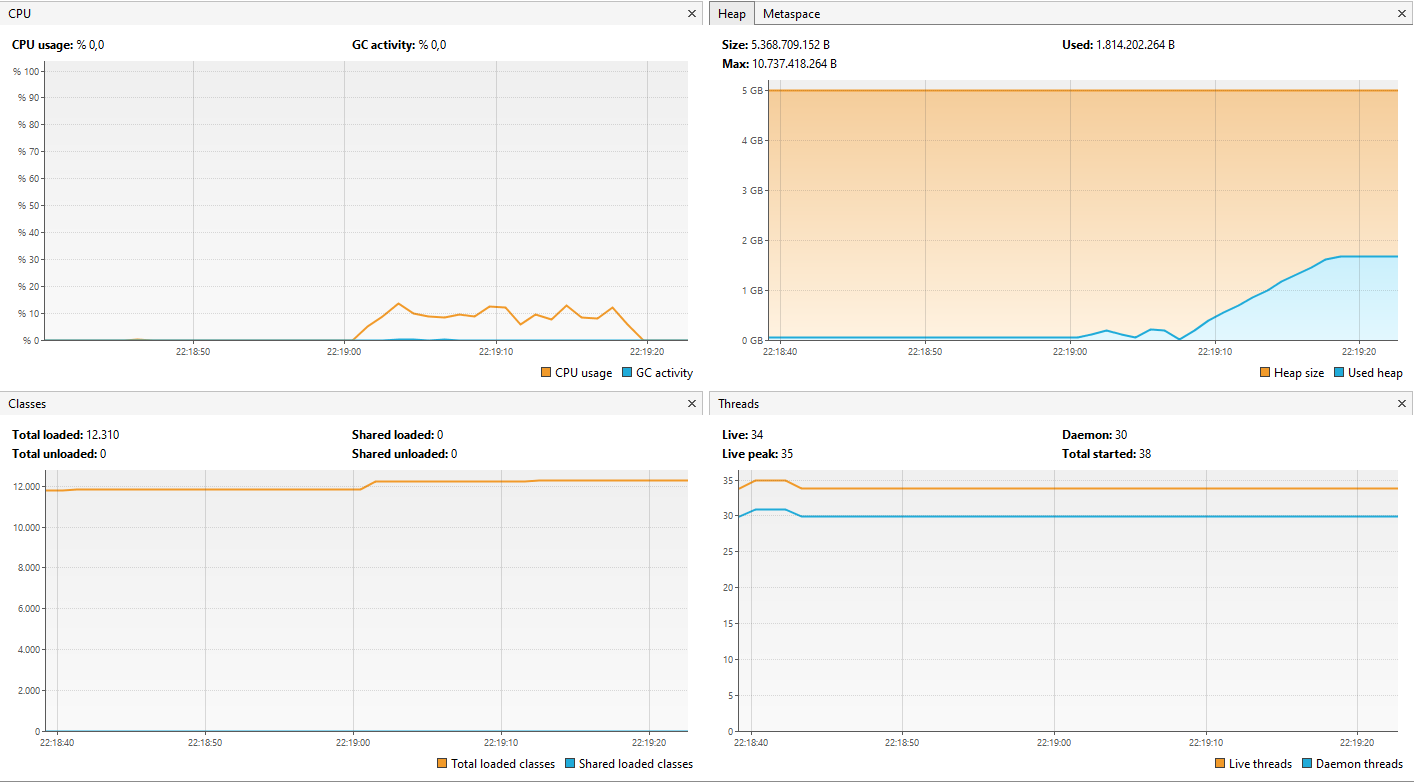 CPU
CPU usage: % 0,0 GC activity: % 0,0
% 100
% 90
% 80
% 70
% 60
% 50
% 40
% 30
% 20
% 10
% 0
22:18:50 22:19:00 22:19:10 22:19:20
CPU usage GC activity
Heap Metaspace
Size: 5.368.709.152 B Used: 1.814.202.264 B
Max: 10.737.418.264 B
5 GB
4 GB
3 GB
2 GB
1 GB
0 GB
22:18:40 22:18:50 22:19:00 22:19:10 22:19:20
Heap size Used heap
Classes
Total loaded: 12.310 Shared loaded: 0
Total unloaded: 0 Shared unloaded: 0
12.000
10.000
8.000
6.000
4.000
2.000
0
22:18:40 22:18:50 22:19:00 22:19:10 22:19:20
Total loaded classes Shared loaded classes
Threads
Live: 34 Daemon: 30
Live peak: 35 Total started: 38
35
30
25
20
15
10
5
0
22:18:40 22:18:50 22:19:00 22:19:10 22:19:20
Live threads Daemon threads